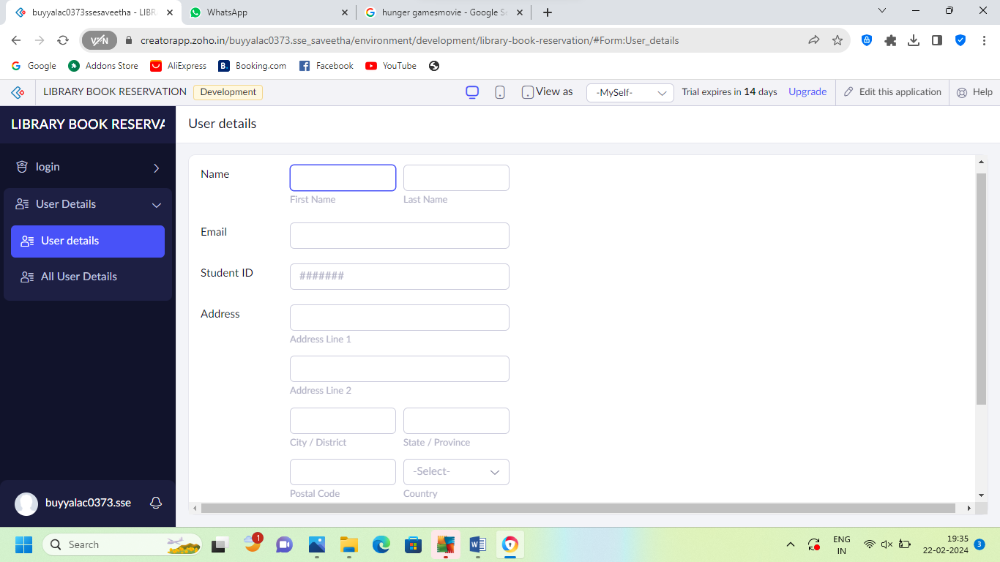 buyyalac0373ssesaveetha - LIBR
WhatsApp
hunger gamesmovie - Google Se
VPN
creatorapp.zoho.in/buyyalac0373.sse_saveetha/environment/development/library-book-reservation/#Form:User_details
Google
Addons Store
AliExpress
B.
Booking.com
Facebook
YouTube
LIBRARY BOOK RESERVATION
Development
View as
-MySelf-
Trial expires in 14 days
Upgrade
Edit this application
Help
LIBRARY BOOK RESERVA
User details
login
User Details
User details
All User Details
Name
First Name
Last Name
Email
Student ID
#######
Address
Address Line 1
Address Line 2
City / District
State / Province
-Select-
Postal Code
Country
buyyalac0373.sse
Search
1
ENG
IN
19:35
22-02-2024
3